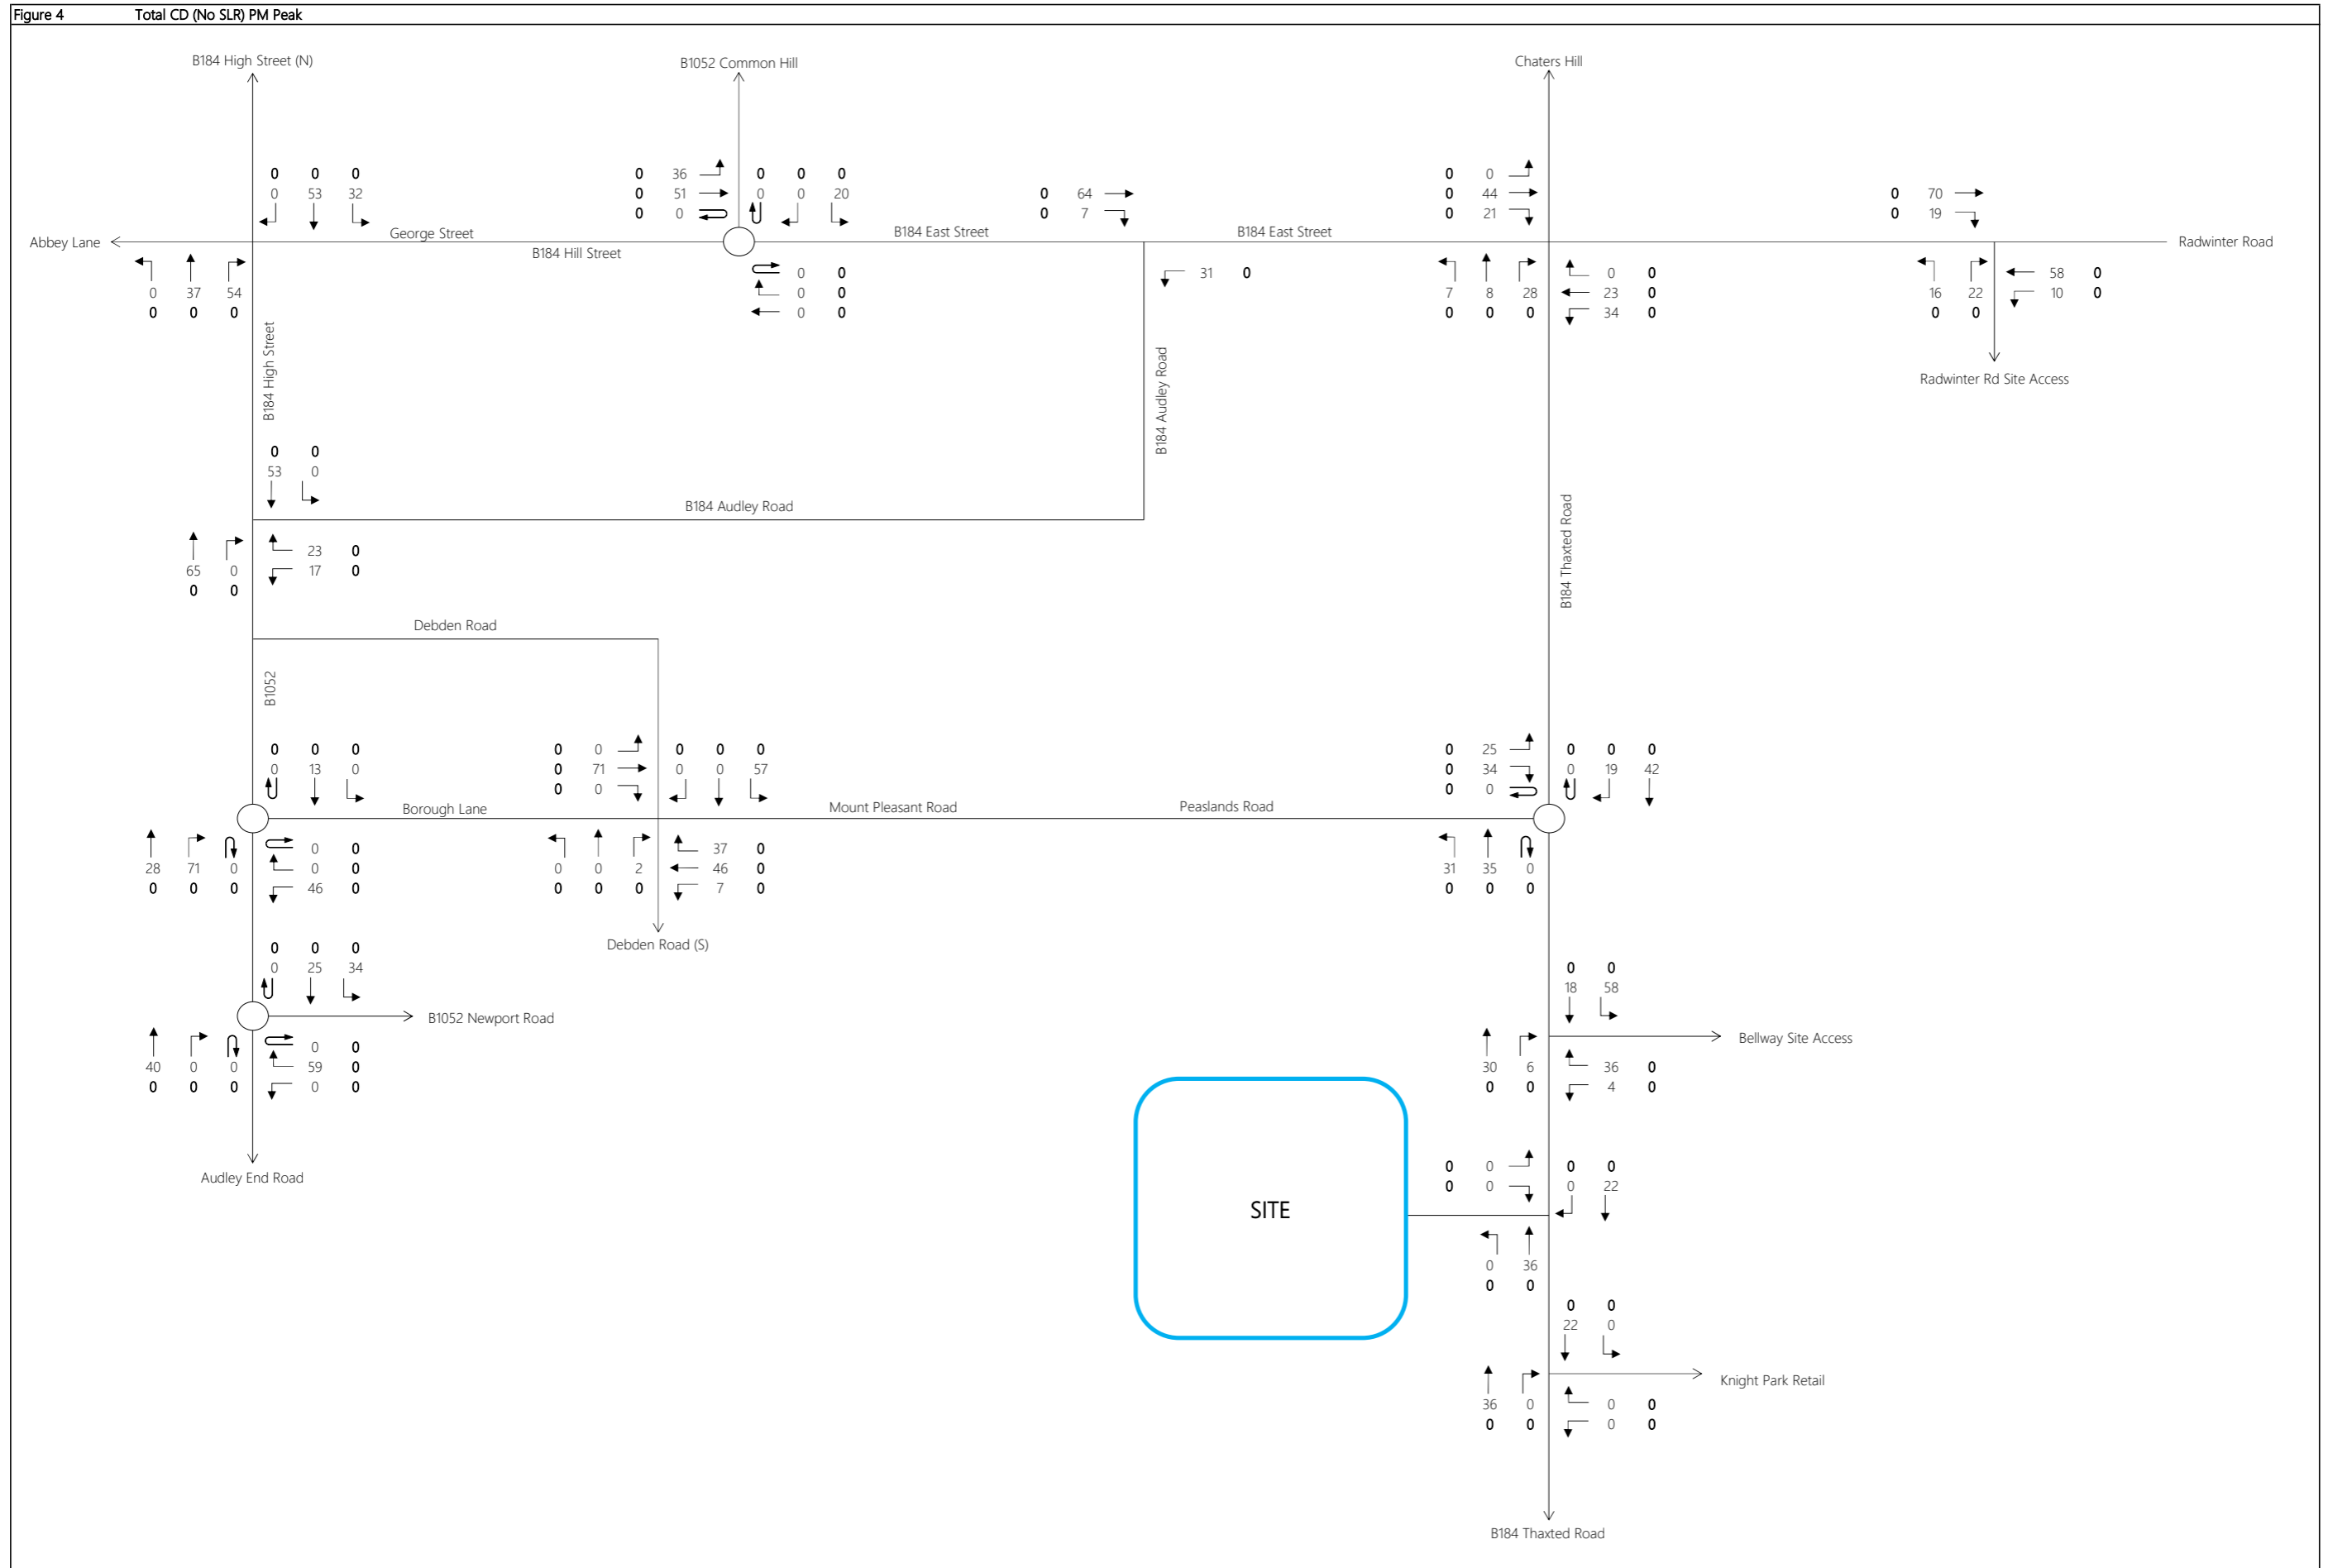 Figure 4 Total CD (No SLR) PM Peak
B184 High Street (N) B1052 Common Hill Chaters Hill
0 0 0 0 36 0 0 0 0 0
0 53 32 0 51 0 0 20 0 64 0 44 0 70
0 0 0 7 0 21 0 19
George Street B184 East Street B184 East Street
Abbey Lane B184 Hill Street Radwinter Road
0 0 31 0 0 0 58 0
0 37 54 0 0 7 8 28 23 0 16 22 10 0
0 0 0 0 0 0 0 0 34 0 0 0
B184 High Street
B184 Audley Road
Radwinter Rd Site Access
0 0
53 0
B184 Audley Road
B184 Thaxted Road
23 0
65 0 17 0
0 0
Debden Road
B1052
0 0 0 0 0 0 0 0 0 25 0 0 0
0 13 0 0 71 0 0 57 0 34 0 19 42
0 0 0 0
Borough Lane Mount Pleasant Road Peaslands Road
0 0 37 0
28 71 0 0 0 0 0 2 46 0 31 35 0
0 0 0 46 0 0 0 0 7 0 0 0 0
0 0 0 Debden Road (S)
0 25 34 0 0
18 58
B1052 Newport Road
Bellway Site Access
0 0
40 0 0 59 0 30 6 36 0
0 0 0 0 0 0 0 4 0
Audley End Road
0 0 0 0
0 0 0 22
SITE
0 36
0 0
0 0
22 0
Knight Park Retail
36 0 0 0
0 0 0 0
B184 Thaxted Road